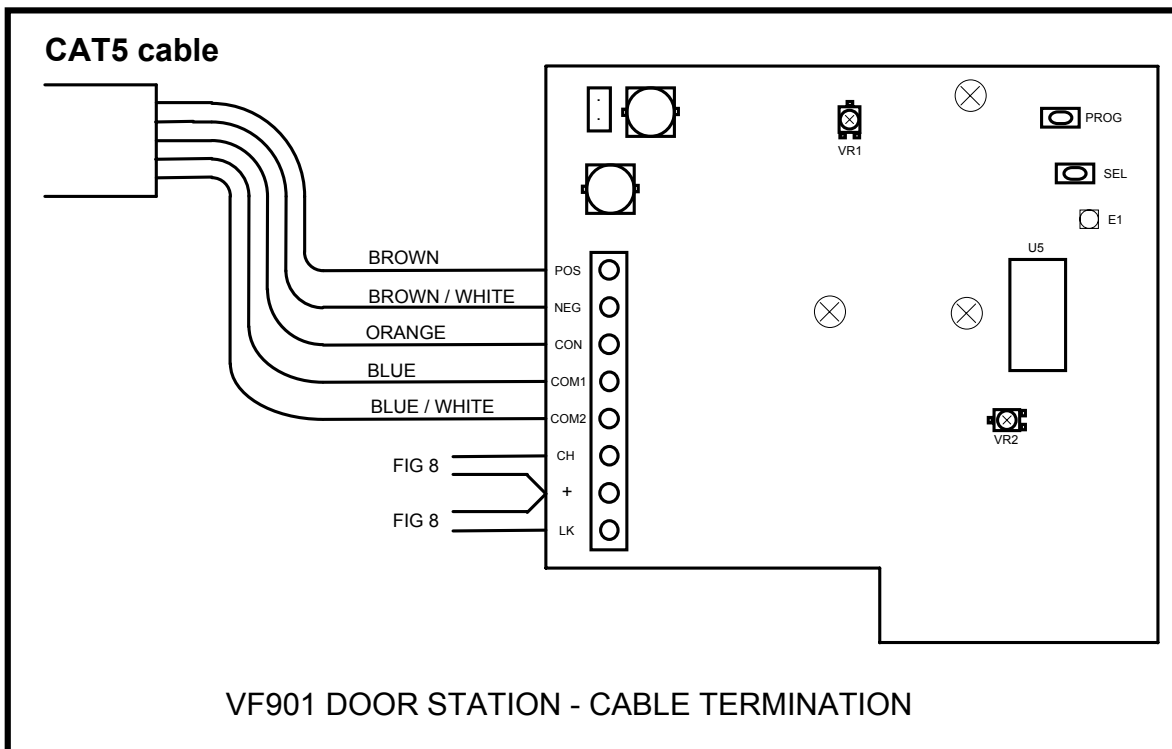 CAT5 cable
PROG
VR1
SEL
E1
U5
BROWN
POS
BROWN / WHITE
NEG
ORANGE
CON
BLUE
COM1
BLUE / WHITE
COM2
VR2
CH
FIG 8
+
FIG 8
LK
VF901 DOOR STATION - CABLE TERMINATION